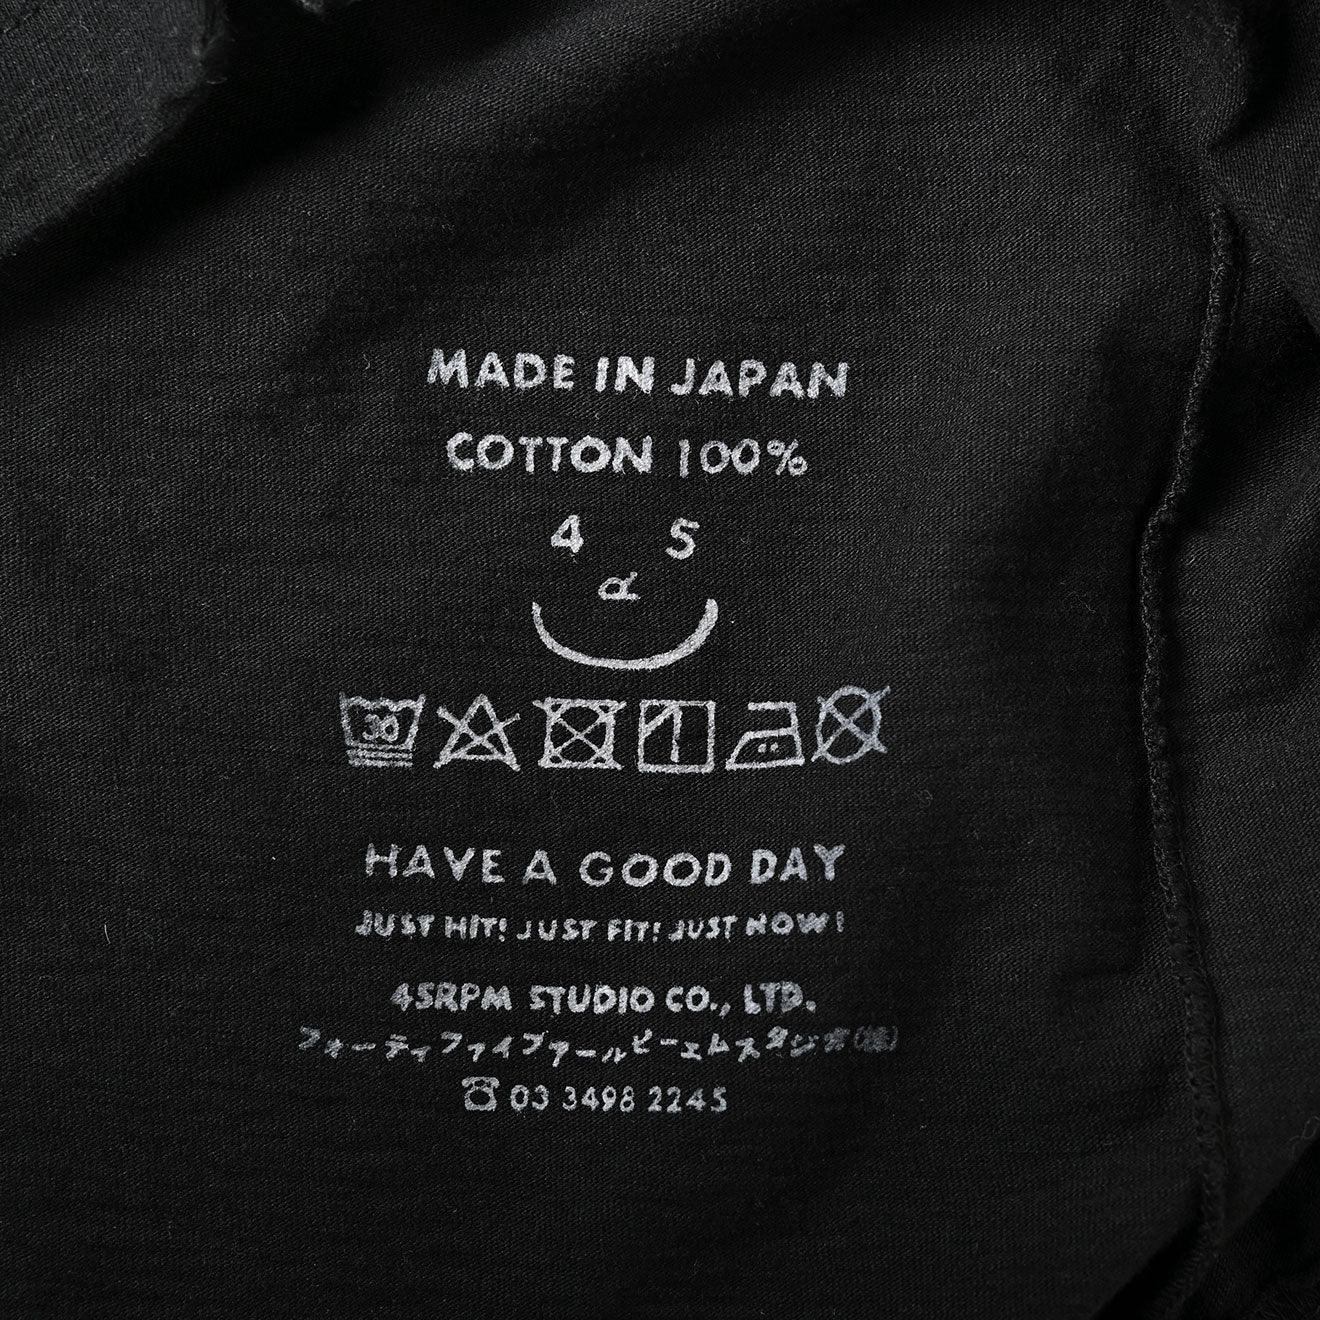 MADE IN JAPAN
COTTON 100%
4 5
R
30
HAVE A GOOD DAY
JUST HIT! JUST FIT! JUST NOW!
45RPM STUDIO CO., LTD.
フォーティファイブアールピーエムスタジオ(株)
☎ 03 3498 2245